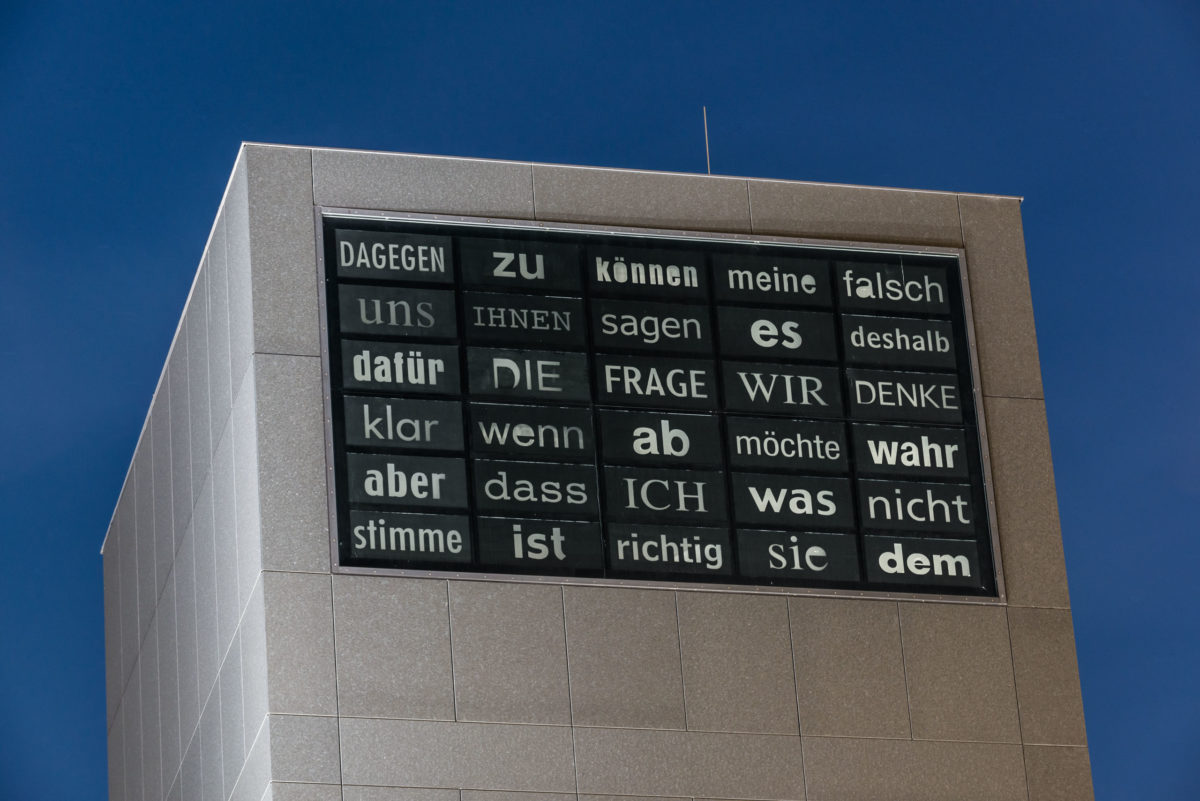 DAGEGEN zu können meine falsch
uns IHNEN sagen es deshalb
dafür DIE FRAGE WIR DENKE
klar wenn ab möchte wahr
aber dass ICH was nicht
stimme ist richtig sie dem